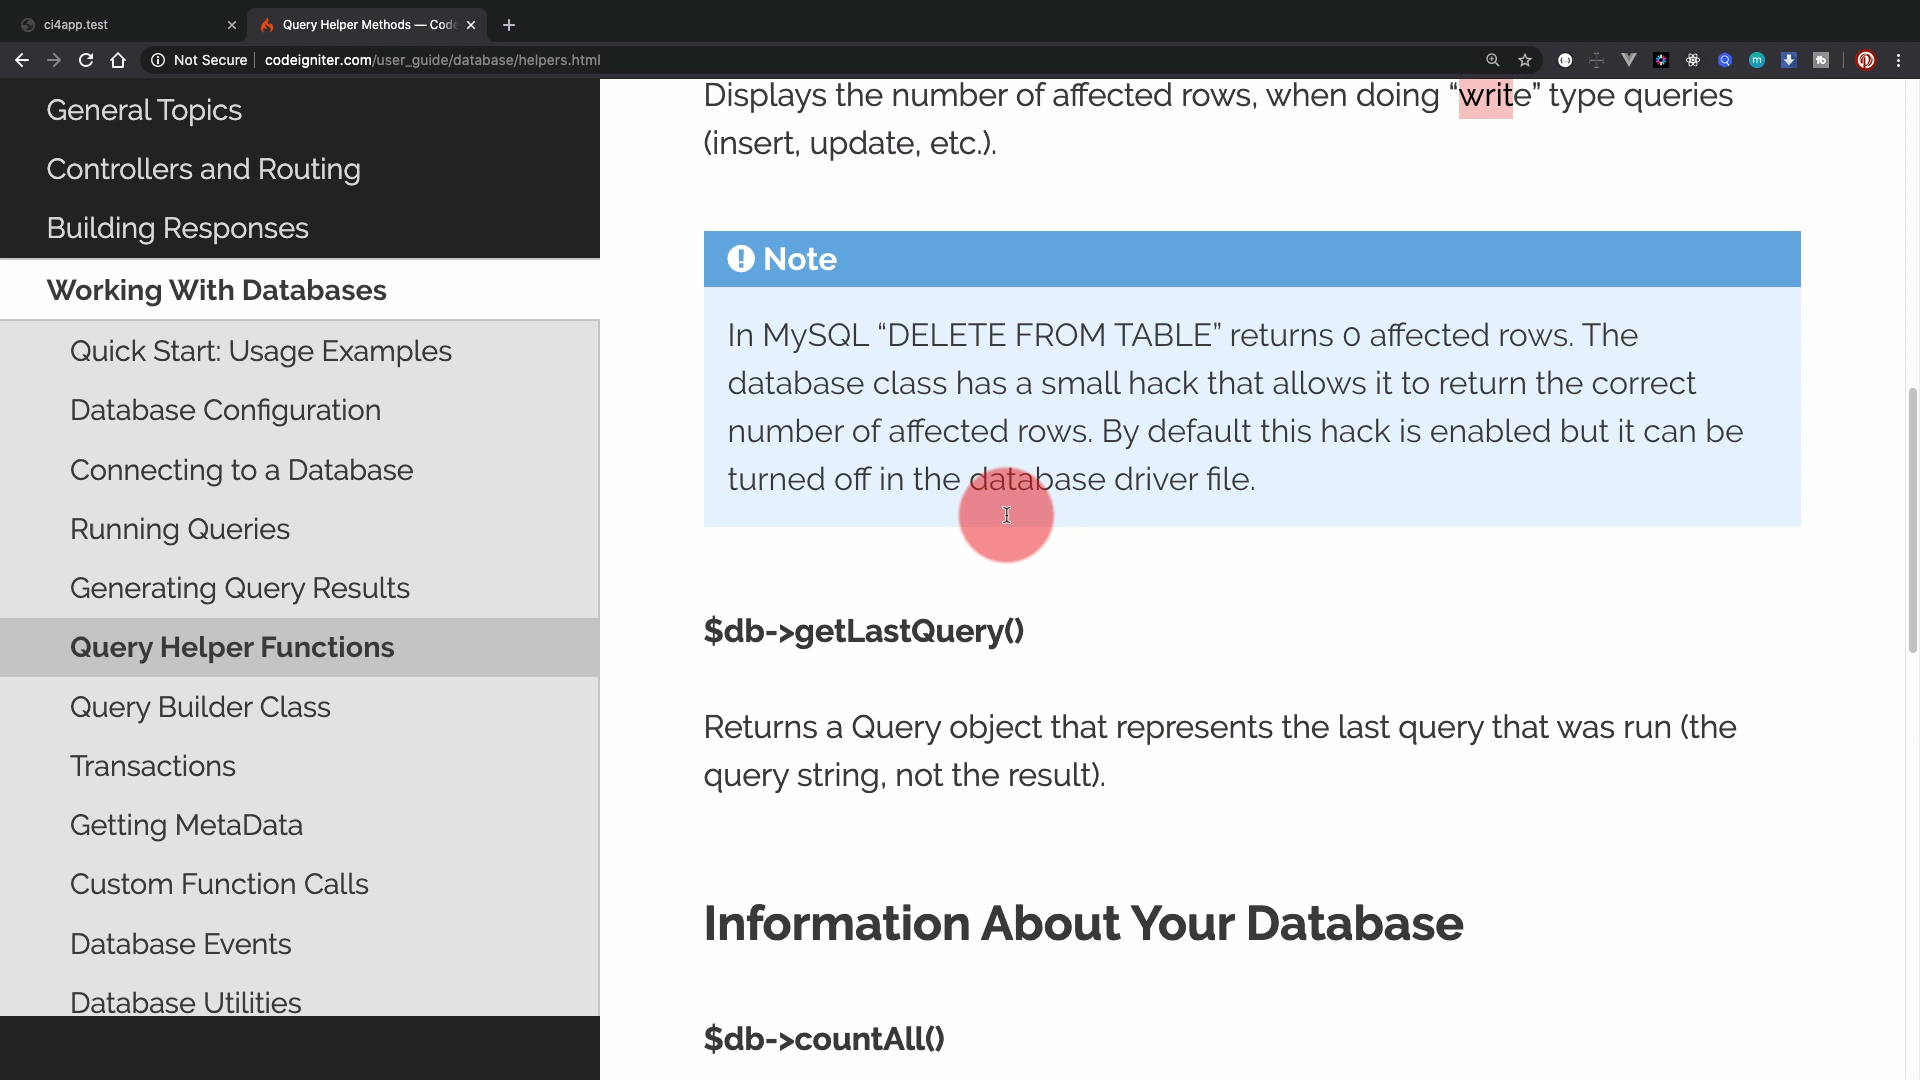 ci4app.test
Query Helper Methods — Code
Not Secure
codeigniter.com/user_guide/database/helpers.html
General Topics
Controllers and Routing
Building Responses
Working With Databases
Quick Start: Usage Examples
Database Configuration
Connecting to a Database
Running Queries
Generating Query Results
Query Helper Functions
Query Builder Class
Transactions
Getting MetaData
Custom Function Calls
Database Events
Database Utilities
Displays the number of affected rows, when doing “write” type queries
(insert, update, etc.).
Note
In MySQL “DELETE FROM TABLE” returns 0 affected rows. The
database class has a small hack that allows it to return the correct
number of affected rows. By default this hack is enabled but it can be
turned off in the database driver file.
$db->getLastQuery()
Returns a Query object that represents the last query that was run (the
query string, not the result).
Information About Your Database
$db->countAll()